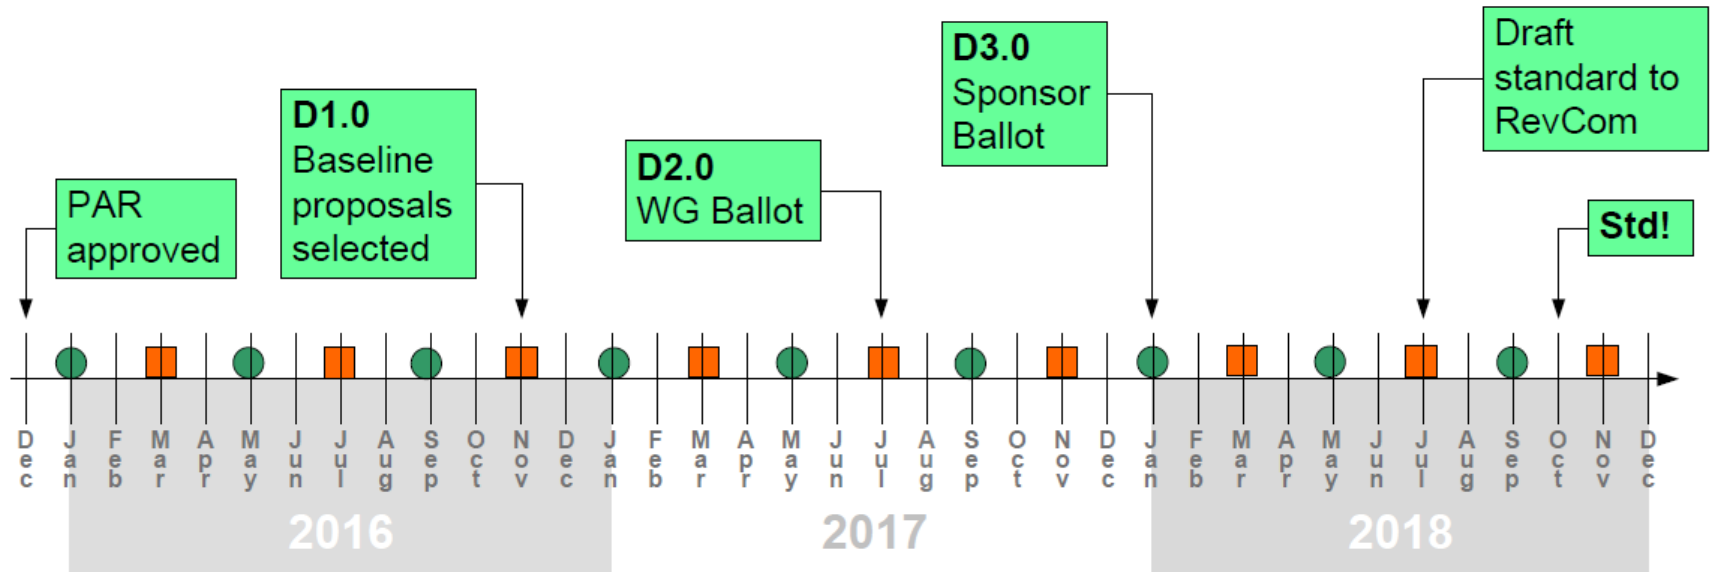 PAR
approved
D1.0
Baseline
proposals
selected
D2.0
WG Ballot
D3.0
Sponsor
Ballot
Draft
standard to
RevCom
Std!
Dec Jan Feb Mar Apr May Jun Jul Aug Sep Oct Nov Dec Jan Feb Mar Apr May Jun Jul Aug Sep Oct Nov Dec Jan Feb Mar Apr May Jun Jul Aug Sep Oct Nov Dec
2016 2017 2018